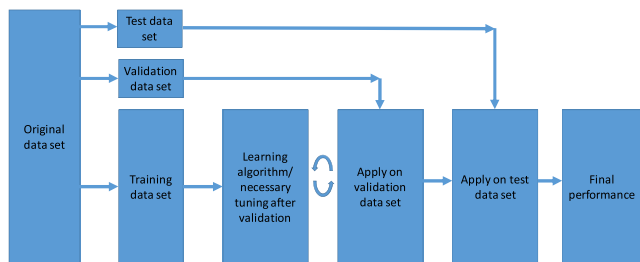 Test data
set
Validation
data set
Original
data set
Training
data set
Learning
algorithm/
necessary
tuning after
validation
Apply on
validation
data set
Apply on test
data set
Final
performance